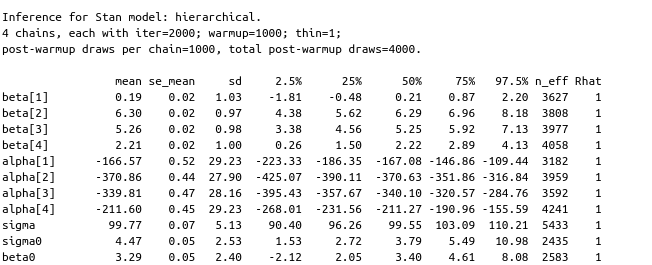 Inference for Stan model: hierarchical.
4 chains, each with iter=2000; warmup=1000; thin=1;
post-warmup draws per chain=1000, total post-warmup draws=4000.
mean se_mean sd 2.5% 25% 50% 75% 97.5% n_eff Rhat
beta[1] 0.19 0.02 1.03 -1.81 -0.48 0.21 0.87 2.20 3627 1
beta[2] 6.30 0.02 0.97 4.38 5.62 6.29 6.96 8.18 3808 1
beta[3] 5.26 0.02 0.98 3.38 4.56 5.25 5.92 7.13 3977 1
beta[4] 2.21 0.02 1.00 0.26 1.50 2.22 2.89 4.13 4058 1
alpha[1] -166.57 0.52 29.23 -223.33 -186.35 -167.08 -146.86 -109.44 3182 1
alpha[2] -370.86 0.44 27.90 -425.07 -390.11 -370.63 -351.86 -316.84 3959 1
alpha[3] -339.81 0.47 28.16 -395.43 -357.67 -340.10 -320.57 -284.76 3592 1
alpha[4] -211.60 0.45 29.23 -268.01 -231.56 -211.27 -190.96 -155.59 4241 1
sigma 99.77 0.07 5.13 90.40 96.26 99.55 103.09 110.21 5433 1
sigma0 4.47 0.05 2.53 1.53 2.72 3.79 5.49 10.98 2435 1
beta0 3.29 0.05 2.40 -2.12 2.05 3.40 4.61 8.08 2583 1